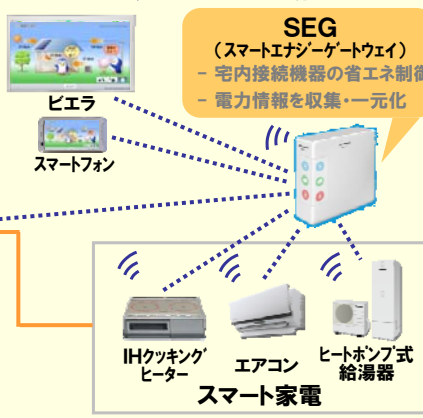 SEG
（スマートエナジーゲートウェイ）
- 宅内接続機器の省エネ制御
- 電力情報を収集・一元化
ビエラ
スマートフォン
IHクッキング
ヒーター
エアコン
ヒートポンプ式
給湯器
スマート家電